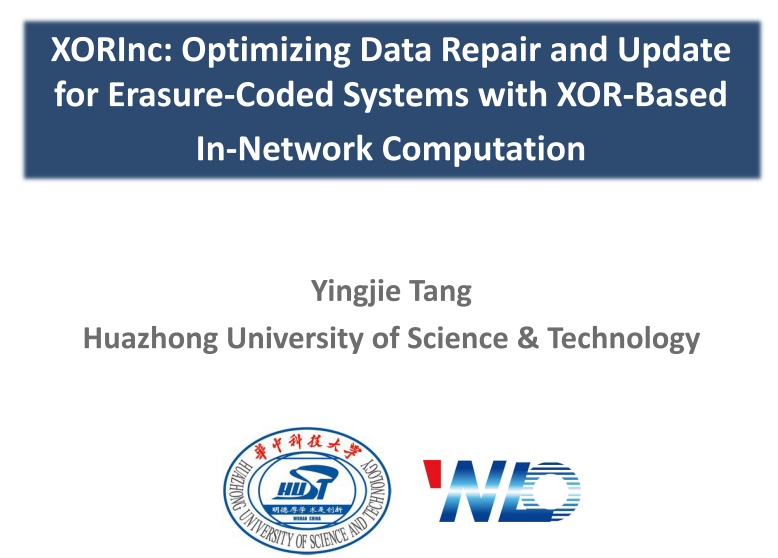 XORInc: Optimizing Data Repair and Update
for Erasure-Coded Systems with XOR-Based
In-Network Computation
Yingjie Tang
Huazhong University of Science & Technology
華中科技大学
HUAZHONG UNIVERSITY OF SCIENCE AND TECHNOLOGY
HUST
明德厚学 求是创新
WUHAN CHINA
WNLO